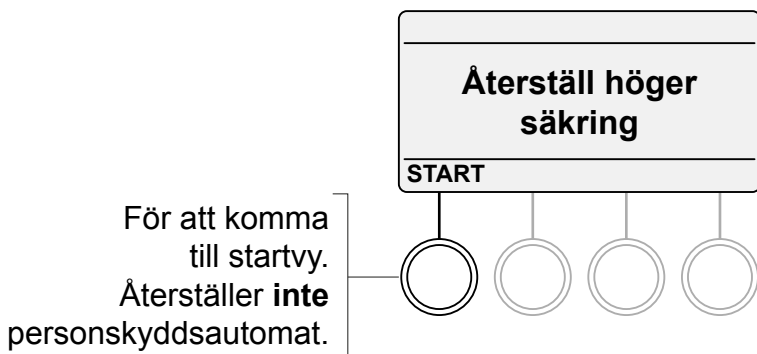 Återställ höger
säkring
START
För att komma
till startvy.
Återställer inte
personskyddsautomat.